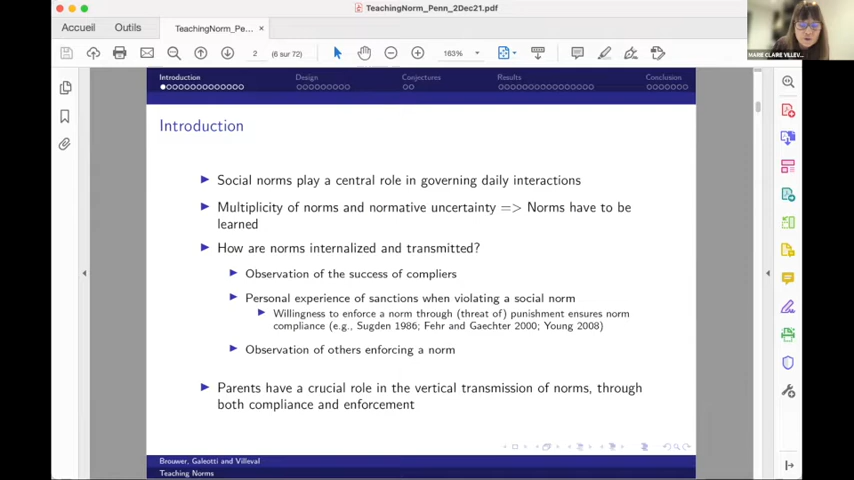 TeachingNorm_Penn_2Dec21.pdf
Accueil
Outils
TeachingNorm_Pe...
×
2
(6 sur 72)
163%
MARIE CLAIRE VILLEV...
Introduction
Design
Conjectures
Results
Conclusion
Introduction
Social norms play a central role in governing daily interactions
Multiplicity of norms and normative uncertainty => Norms have to be
learned
How are norms internalized and transmitted?
Observation of the success of compliers
Personal experience of sanctions when violating a social norm
Willingness to enforce a norm through (threat of) punishment ensures norm
compliance (e.g., Sugden 1986; Fehr and Gaechter 2000; Young 2008)
Observation of others enforcing a norm
Parents have a crucial role in the vertical transmission of norms, through
both compliance and enforcement
Brouwer, Galeotti and Villeval
Teaching Norms